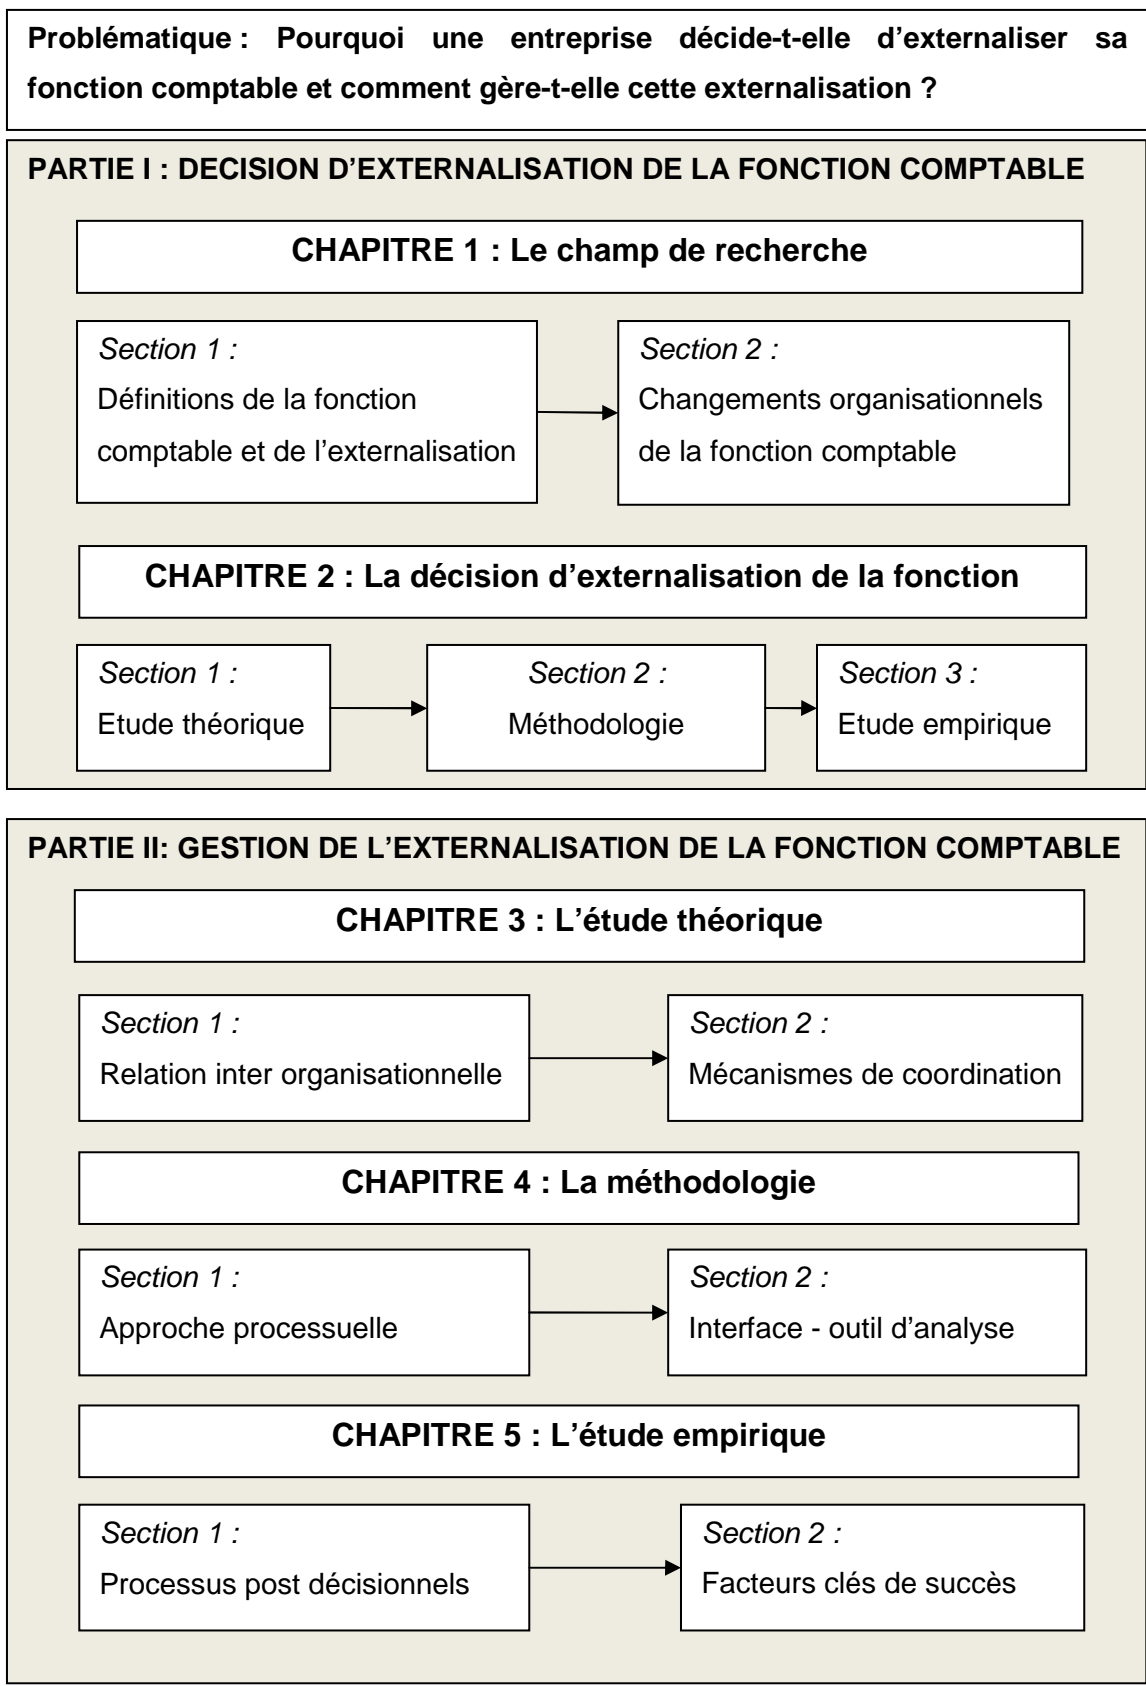 Problématique : Pourquoi une entreprise décide-t-elle d’externaliser sa
fonction comptable et comment gère-t-elle cette externalisation ?
PARTIE I : DECISION D’EXTERNALISATION DE LA FONCTION COMPTABLE
CHAPITRE 1 : Le champ de recherche
Section 1 :
Définitions de la fonction
comptable et de l’externalisation
Section 2 :
Changements organisationnels
de la fonction comptable
CHAPITRE 2 : La décision d’externalisation de la fonction
Section 1 :
Etude théorique
Section 2 :
Méthodologie
Section 3 :
Etude empirique
PARTIE II: GESTION DE L’EXTERNALISATION DE LA FONCTION COMPTABLE
CHAPITRE 3 : L’étude théorique
Section 1 :
Relation inter organisationnelle
Section 2 :
Mécanismes de coordination
CHAPITRE 4 : La méthodologie
Section 1 :
Approche processuelle
Section 2 :
Interface - outil d’analyse
CHAPITRE 5 : L’étude empirique
Section 1 :
Processus post décisionnels
Section 2 :
Facteurs clés de succès